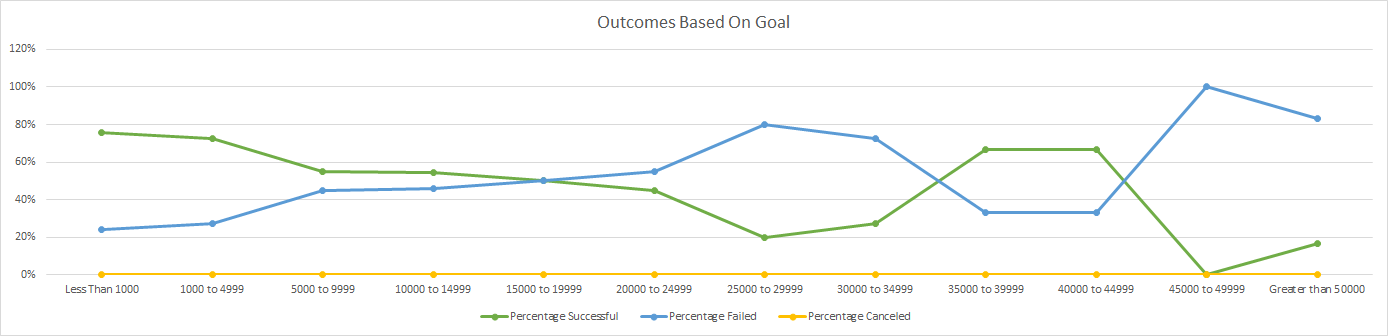 Outcomes Based On Goal
120%
100%
80%
60%
40%
20%
0%
Less Than 1000 1000 to 4999 5000 to 9999 10000 to 14999 15000 to 19999 20000 to 24999 25000 to 29999 30000 to 34999 35000 to 39999 40000 to 44999 45000 to 49999 Greater than 50000
Percentage Successful Percentage Failed Percentage Canceled